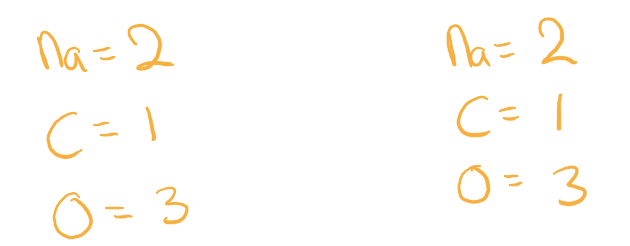 Na = 2
C = 1
O = 3
Na = 2
C = 1
O = 3